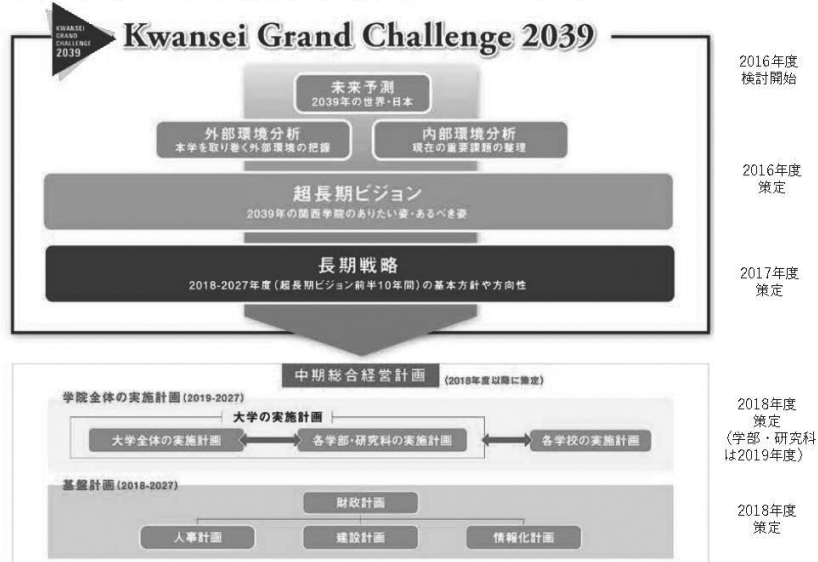 KWANSEI
GRAND
CHALLENGE
2039
Kwansei Grand Challenge 2039
2016年度
検討開始
未来予測
2039年の世界・日本
外部環境分析
本学を取り巻く外部環境の把握
内部環境分析
現在の重要課題の整理
2016年度
策定
超長期ビジョン
2039年の関西学院のありたい姿・あるべき姿
2017年度
策定
長期戦略
2018-2027年度(超長期ビジョン前半10年間)の基本方針や方向性
中期総合経営計画 (2018年度以降に策定)
学院全体の実施計画(2019-2027)
大学の実施計画
大学全体の実施計画
各学部・研究科の実施計画
各学校の実施計画
2018年度
策定
(学部・研究科
は2019年度)
基盤計画(2018-2027)
財政計画
人事計画
建設計画
情報化計画
2018年度
策定